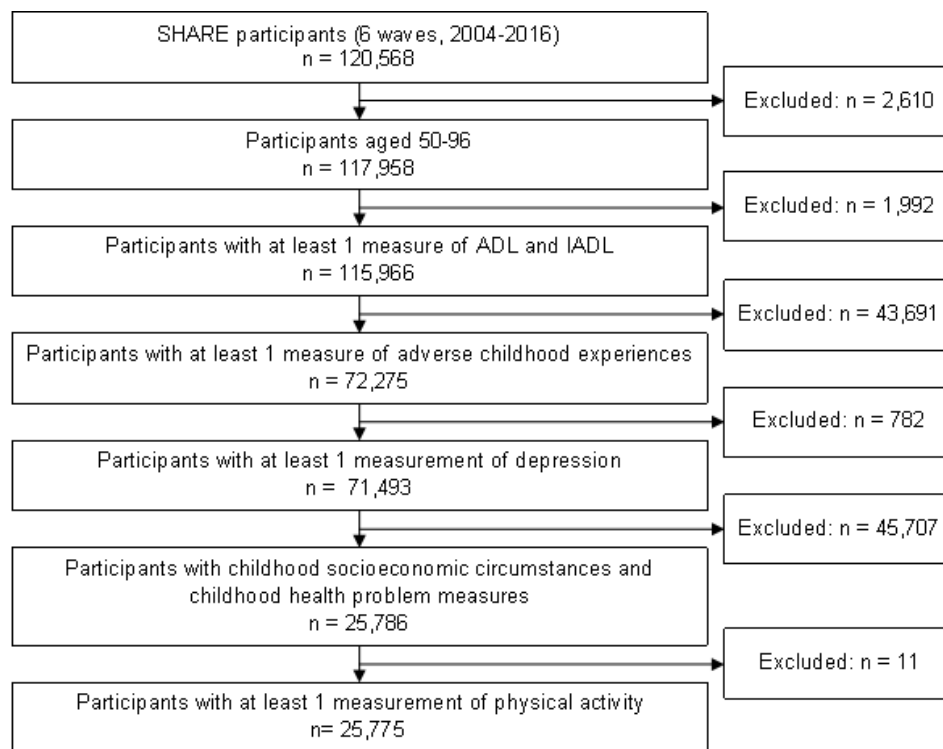 SHARE participants (6 waves, 2004-2016)
n = 120,568
Excluded: n = 2,610
Participants aged 50-96
n = 117,958
Excluded: n = 1,992
Participants with at least 1 measure of ADL and IADL
n = 115,966
Excluded: n = 43,691
Participants with at least 1 measure of adverse childhood experiences
n = 72,275
Excluded: n = 782
Participants with at least 1 measurement of depression
n = 71,493
Excluded: n = 45,707
Participants with childhood socioeconomic circumstances and
childhood health problem measures
n = 25,786
Excluded: n = 11
Participants with at least 1 measurement of physical activity
n= 25,775